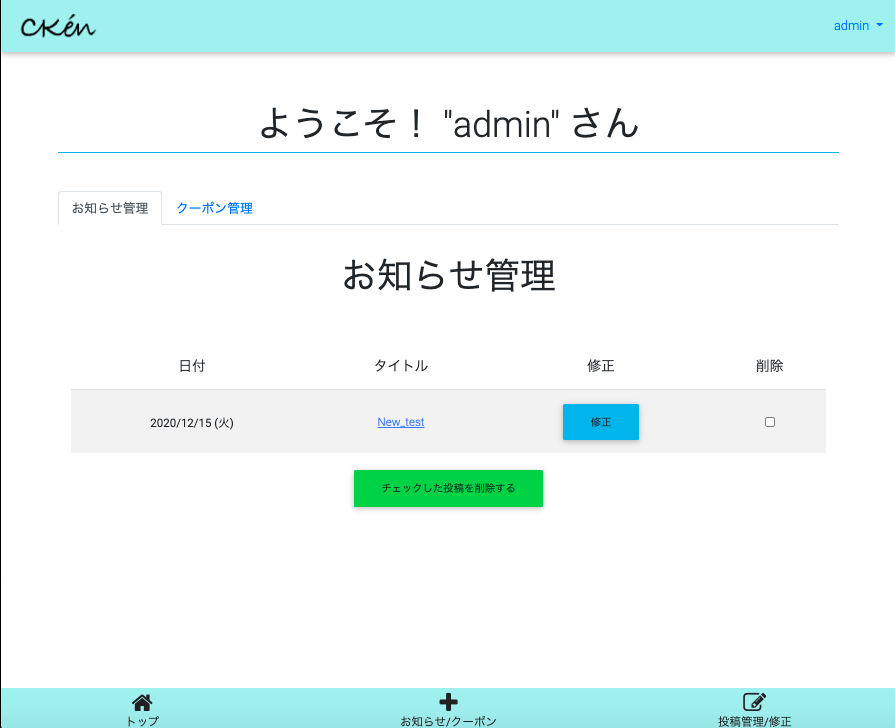 CKén
admin
ようこそ！ "admin" さん
お知らせ管理 クーポン管理
お知らせ管理
日付 タイトル 修正 削除
2020/12/15 (火) New_test 修正
チェックした投稿を削除する
トップ お知らせ/クーポン 投稿管理/修正